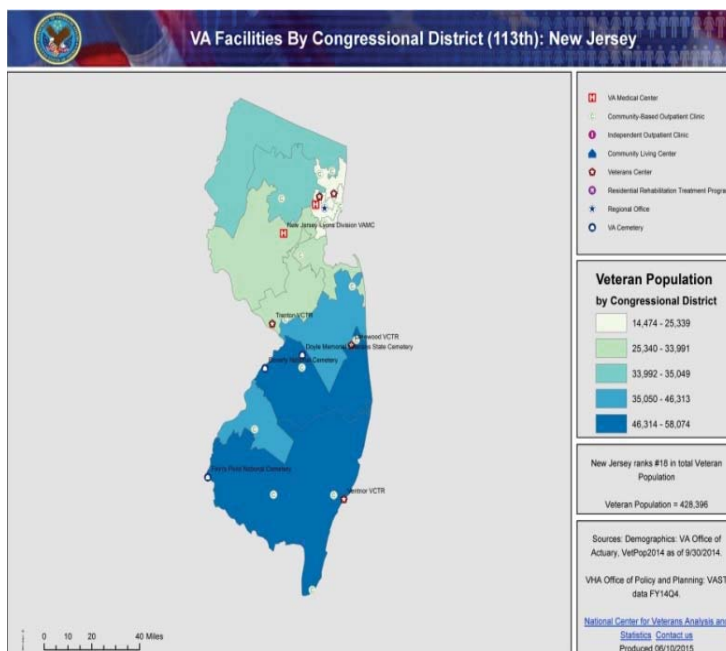 VA Facilities By Congressional District (113th): New Jersey
VA Medical Center
Community-Based Outpatient Clinic
Independent Outpatient Clinic
Community Living Center
Veterans Center
Residential Rehabilitation Treatment Progra
Regional Office
VA Cemetery
New Jersey Lyons Division VAMC
Trenton VCTR
Lakewood VCTR
Doyle Memorial Veterans State Cemetery
Beverly National Cemetery
Finn's Point National Cemetery
Ventnor VCTR
Veteran Population
by Congressional District
14,474 - 25,339
25,340 - 33,991
33,992 - 35,049
35,050 - 46,313
46,314 - 58,074
New Jersey ranks #18 in total Veteran
Population
Veteran Population = 428,396
Sources: Demographics: VA Office of
Actuary, VetPop2014 as of 9/30/2014.
VHA Office of Policy and Planning: VAST
data FY14Q4.
National Center for Veterans Analysis and
Statistics Contact us
Produced 06/10/2015
0 10 20 40 Miles